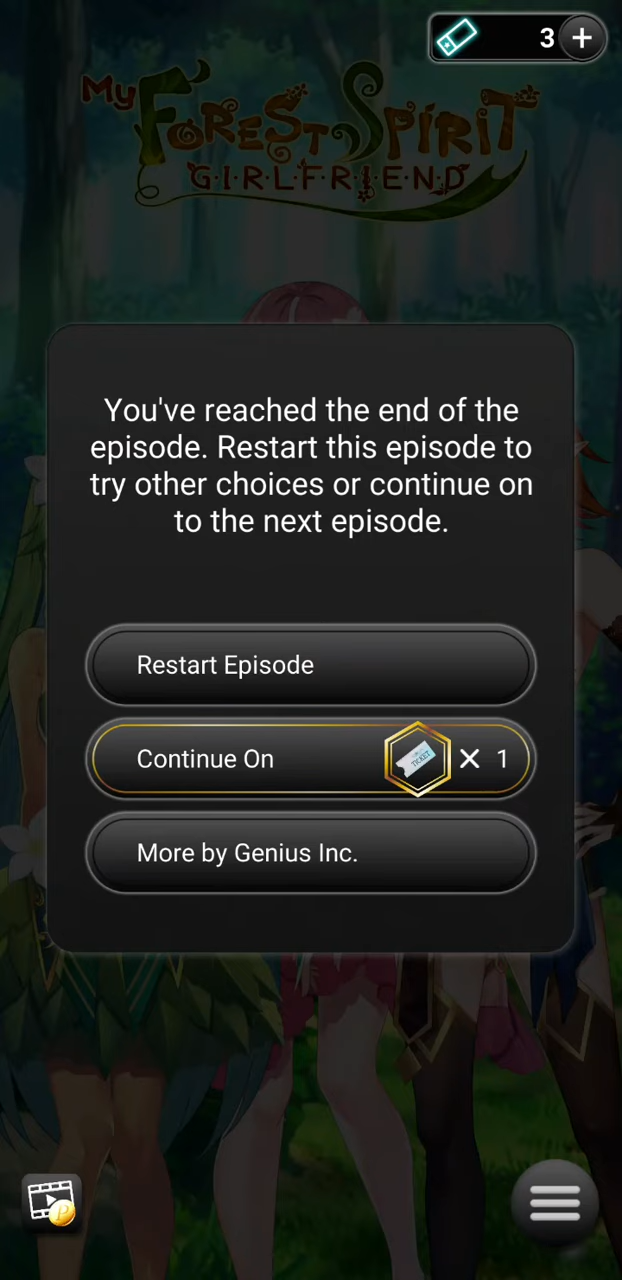 3 +
My
Forest Spirit
G·I·R·L·F·R·I·E·N·D
You've reached the end of the
episode. Restart this episode to
try other choices or continue on
to the next episode.
Restart Episode
Continue On TICKET × 1
More by Genius Inc.
P